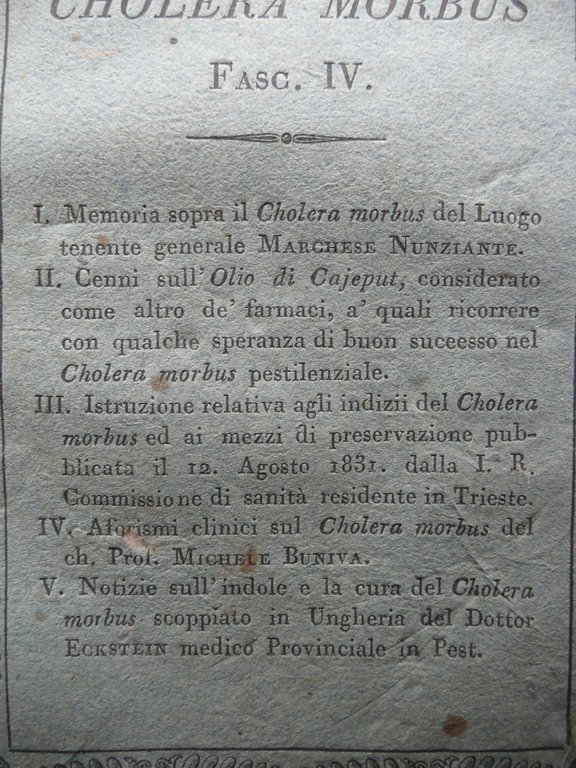 CHOLERA MORBUS
FASC. IV.
I. Memoria sopra il Cholera morbus del Luogo
tenente generale MARCHESE NUNZIANTE.
II. Cenni sull' Olio di Cajeput, considerato
come altro de' farmaci, a' quali ricorrere
con qualche speranza di buon successo nel
Cholera morbus pestilenziale.
III. Istruzione relativa agli indizii del Cholera
morbus ed ai mezzi di preservazione pub-
blicata il 12. Agosto 1831. dalla I. R.
Commissione di sanità residente in Trieste.
IV. Aforismi clinici sul Cholera morbus del
ch. Prof. MICHELE BUNIVA.
V. Notizie sull' indole e la cura del Cholera
morbus scoppiato in Ungheria del Dottor
ECKSTEIN medico Provinciale in Pest.